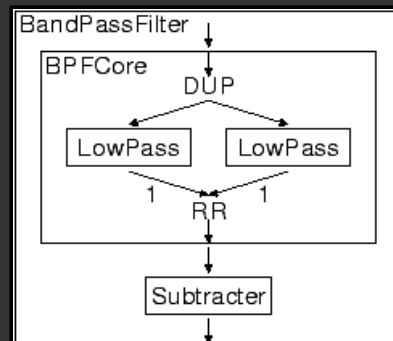 BandPassFilter
BPFCore
DUP
LowPass LowPass
1 1
RR
Subtracter